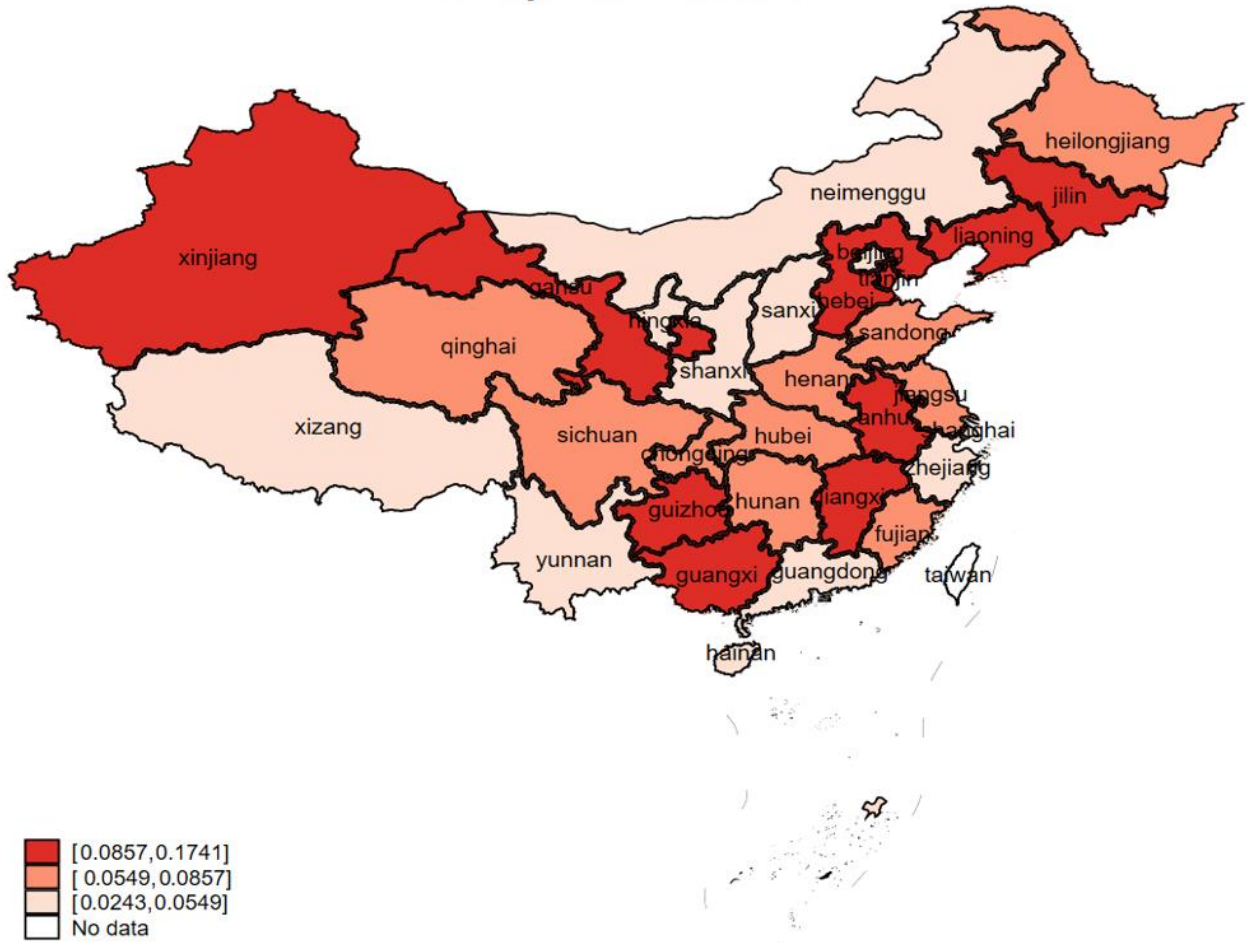 heilongjiang
neimenggu
jilin
liaoning
beijing
xinjiang
tianjin
gansu
hebei
ningxia
sanxi
sandong
qinghai
shanxi
henan
jiangsu
anhui
xizang
shanghai
sichuan
hubei
chongqing
zhejiang
guizhou
hunan
jiangxi
fujian
yunnan
guangxi
guangdong
taiwan
hainan
[0.0857,0.1741]
[ 0.0549,0.0857]
[0.0243,0.0549]
No data